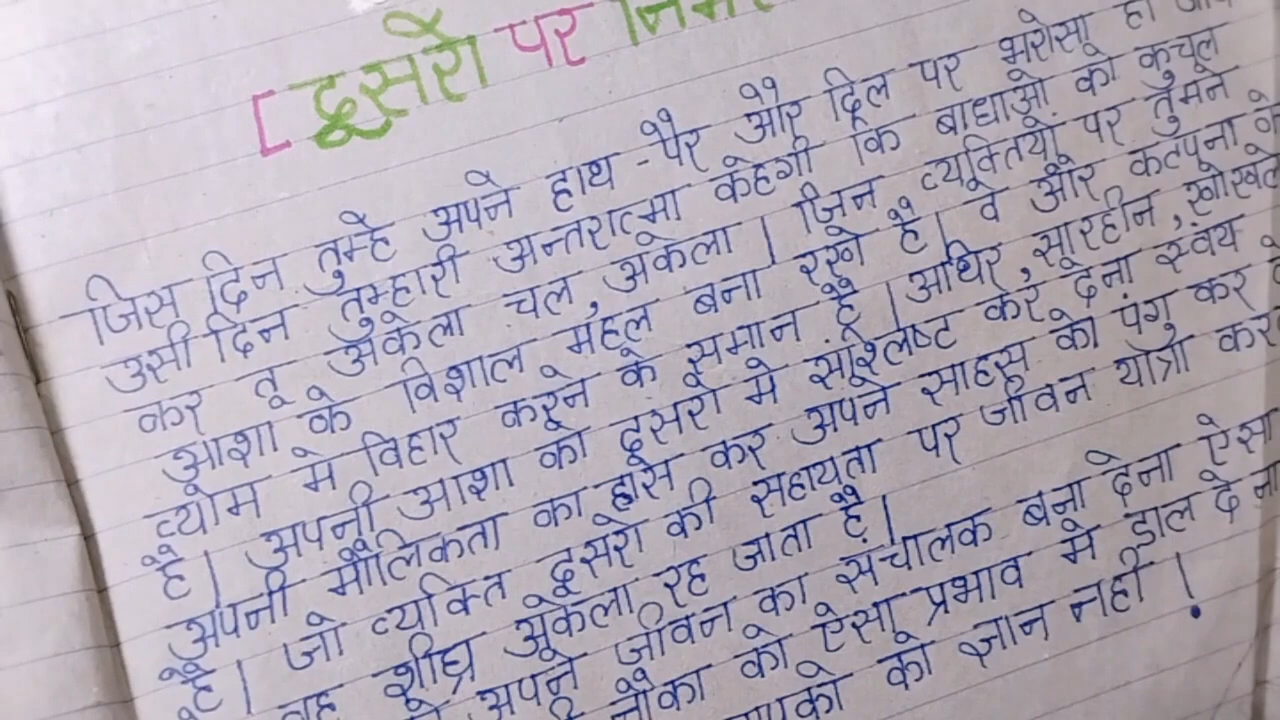 [ दूसरों पर
जिस दिन तुम्हे अपने हाथ - पैर और दिल पर भरोसा हो
उसी दिन तुम्हारी अन्तरात्मा कहेगी कि बाधाओं को कुचल
कर तू अकेला चल, अकेला । जिन व्यक्तियों पर तुमने
आशा के विशाल महल बना रखे है। वे और कल्पना के
व्योम मे विहार करने के समान है । अथिर, सारहीन, खोखले
है। अपनी आशा को दूसरो मे संश्लिष्ट कर देना स्वंय
अपनी मौलिकता का हास कर अपने साहस को पंगु कर
है। जो व्यक्ति दूसरो की सहायता पर जीवन यात्रा कर
वह शीघ्र अकेला रह जाता है।
अपने जीवन का संचालक बना देना ऐसा
को ऐसा प्रभाव मे डाल देना
को ज्ञान नही !